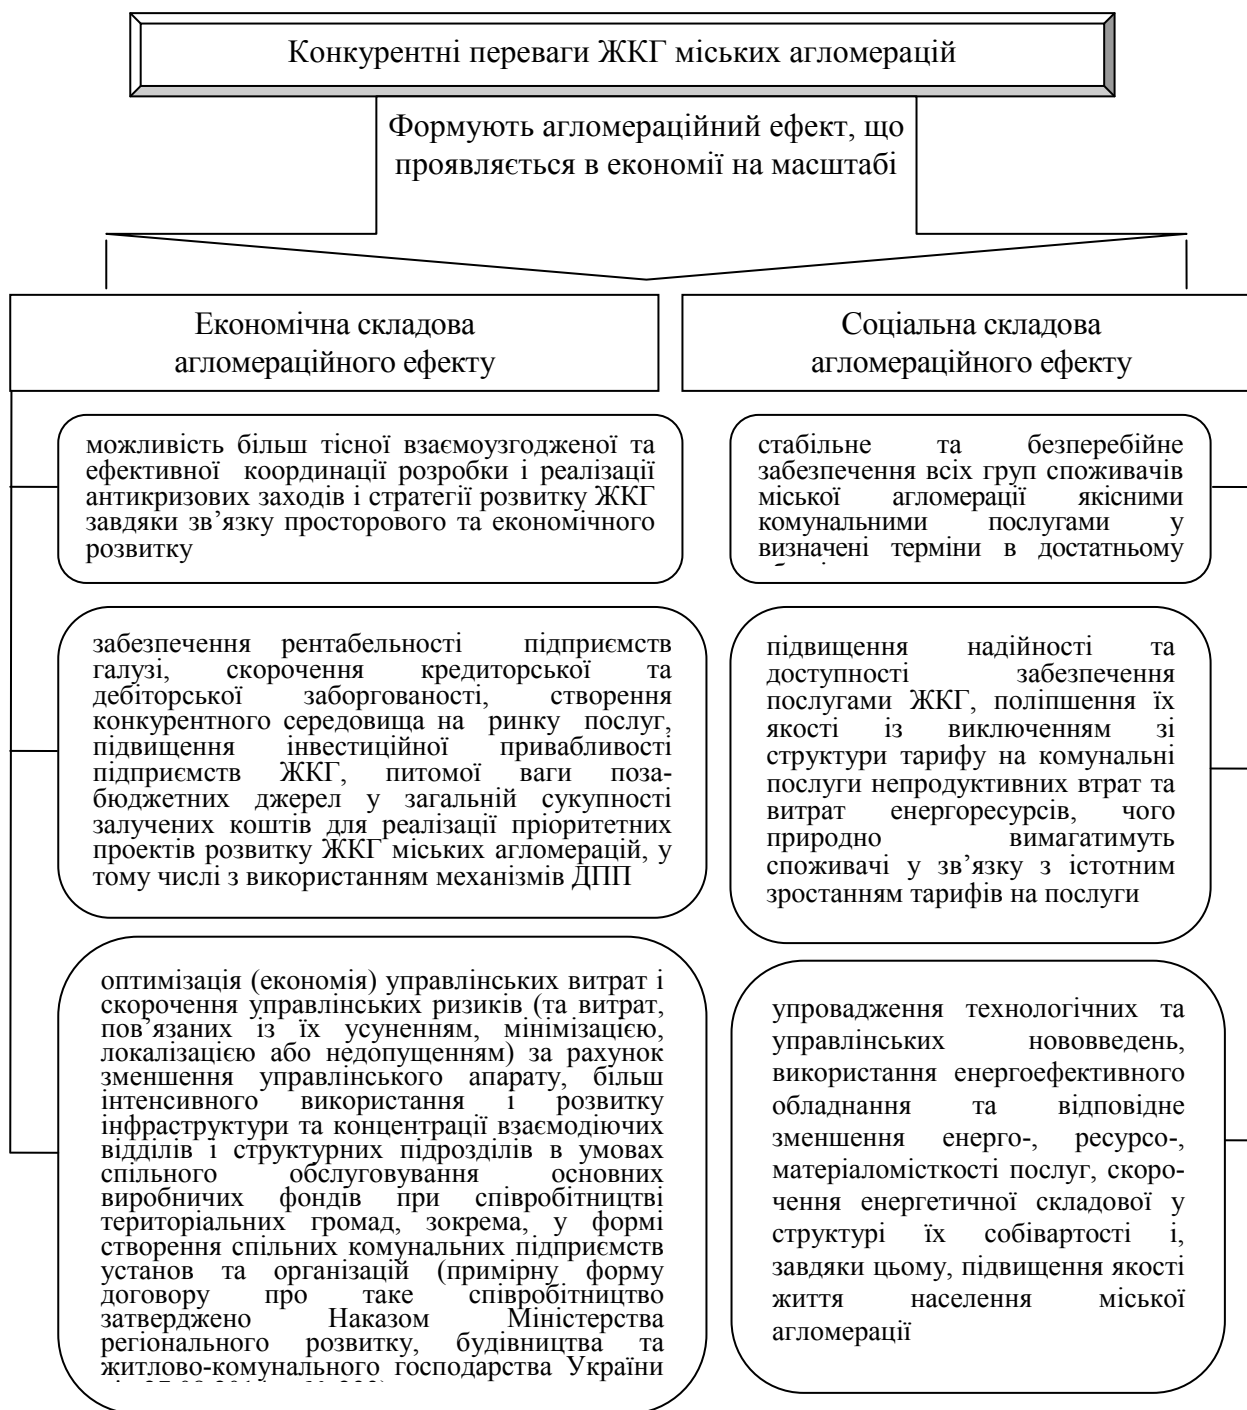 Конкурентні переваги ЖКГ міських агломерацій
Формують агломераційний ефект, що
проявляється в економії на масштабі
Економічна складова
агломераційного ефекту
можливість більш тісної взаємоузгодженої та
ефективної координації розробки і реалізації
антикризових заходів і стратегії розвитку ЖКГ
завдяки зв’язку просторового та економічного
розвитку
забезпечення рентабельності підприємств
галузі, скорочення кредиторської та
дебіторської заборгованості, створення
конкурентного середовища на ринку послуг,
підвищення інвестиційної привабливості
підприємств ЖКГ, питомої ваги поза-
бюджетних джерел у загальній сукупності
залучених коштів для реалізації пріоритетних
проектів розвитку ЖКГ міських агломерацій, у
тому числі з використанням механізмів ДПП
оптимізація (економія) управлінських витрат і
скорочення управлінських ризиків (та витрат,
пов’язаних із їх усуненням, мінімізацією,
локалізацією або недопущенням) за рахунок
зменшення управлінського апарату, більш
інтенсивного використання і розвитку
інфраструктури та концентрації взаємодіючих
відділів і структурних підрозділів в умовах
спільного обслуговування основних
виробничих фондів при співробітництві
територіальних громад, зокрема, у формі
створення спільних комунальних підприємств
установ та організацій (примірну форму
договору про таке співробітництво
затверджено Наказом Міністерства
регіонального розвитку, будівництва та
житлово-комунального господарства України
Соціальна складова
агломераційного ефекту
стабільне та безперебійне
забезпечення всіх груп споживачів
міської агломерації якісними
комунальними послугами у
визначені терміни в достатньому
підвищення надійності та
доступності забезпечення
послугами ЖКГ, поліпшення їх
якості із виключенням зі
структури тарифу на комунальні
послуги непродуктивних втрат та
витрат енергоресурсів, чого
природно вимагатимуть
споживачі у зв’язку з істотним
зростанням тарифів на послуги
упровадження технологічних та
управлінських нововведень,
використання енергоефективного
обладнання та відповідне
зменшення енерго-, ресурсо-,
матеріаломісткості послуг, скоро-
чення енергетичної складової у
структурі їх собівартості і,
завдяки цьому, підвищення якості
життя населення міської
агломерації